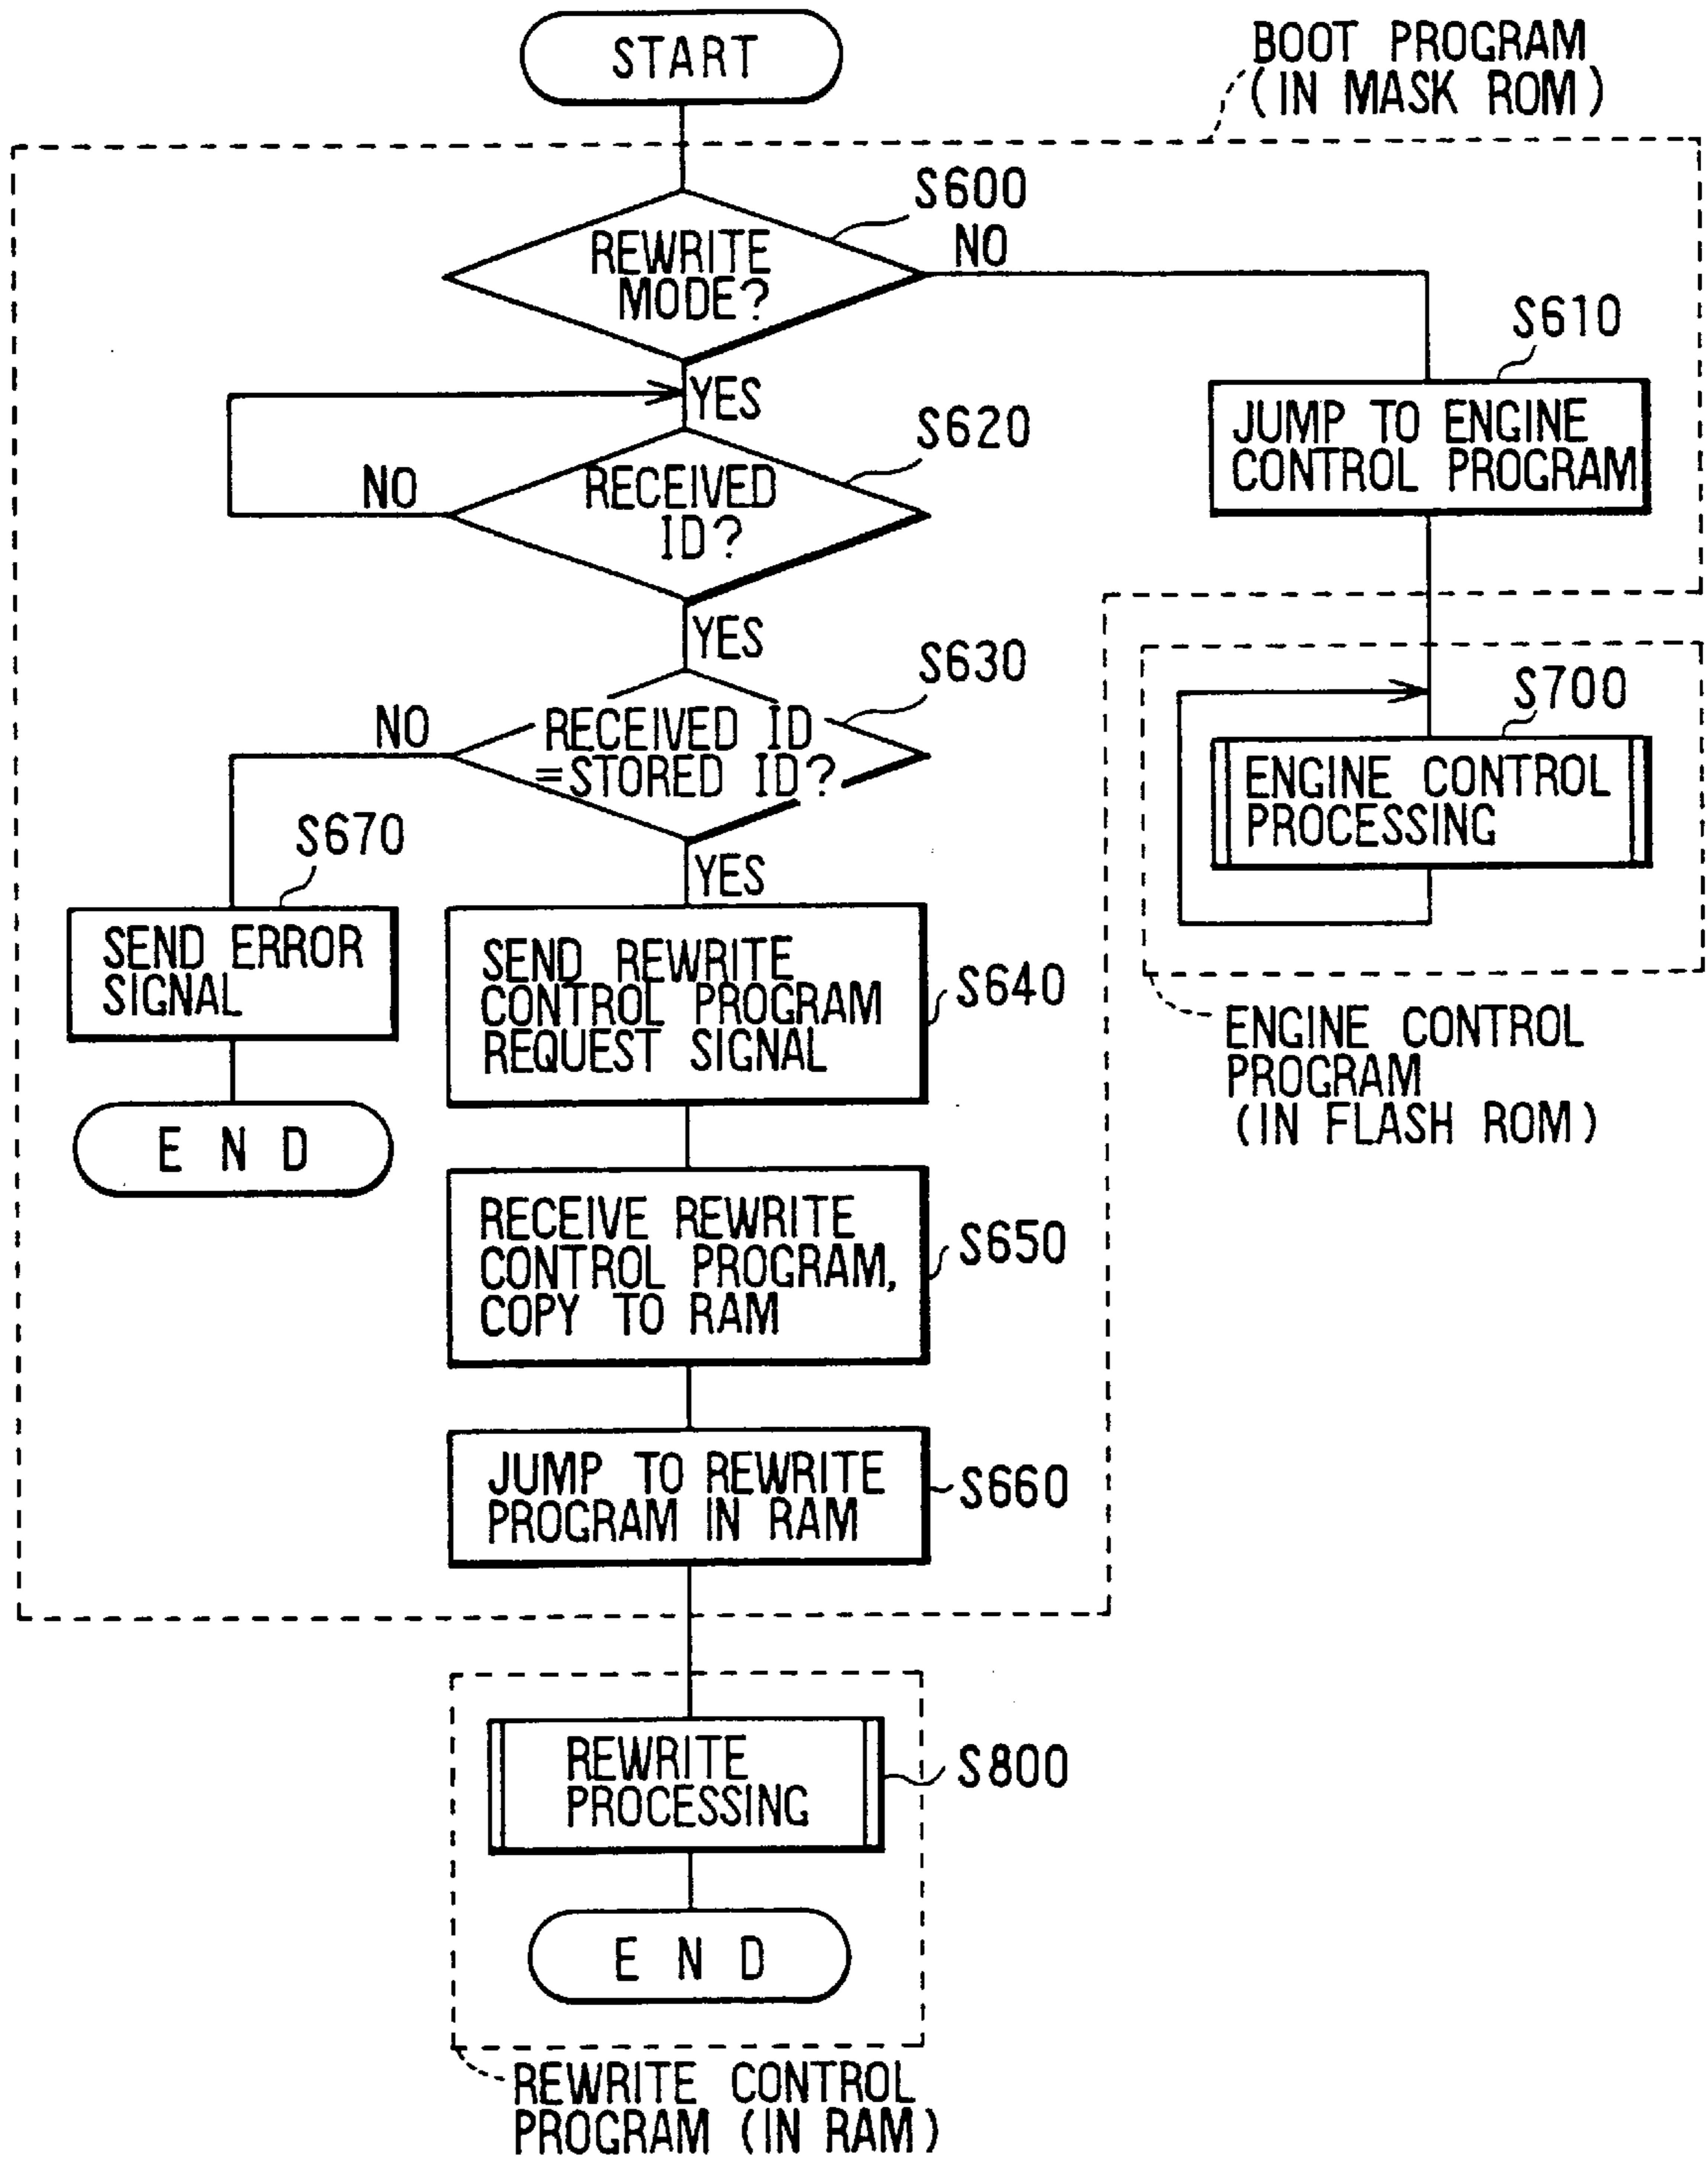 START
BOOT PROGRAM
(IN MASK ROM)
S600
REWRITE
MODE?
NO
S610
YES
JUMP TO ENGINE
CONTROL PROGRAM
S620
RECEIVED
ID?
NO
YES
S630
RECEIVED ID
=STORED ID?
NO
YES
S700
ENGINE CONTROL
PROCESSING
ENGINE CONTROL
PROGRAM
(IN FLASH ROM)
S670
SEND ERROR
SIGNAL
END
SEND REWRITE
CONTROL PROGRAM
REQUEST SIGNAL
S640
RECEIVE REWRITE
CONTROL PROGRAM,
COPY TO RAM
S650
JUMP TO REWRITE
PROGRAM IN RAM
S660
REWRITE
PROCESSING
S800
END
REWRITE CONTROL
PROGRAM (IN RAM)